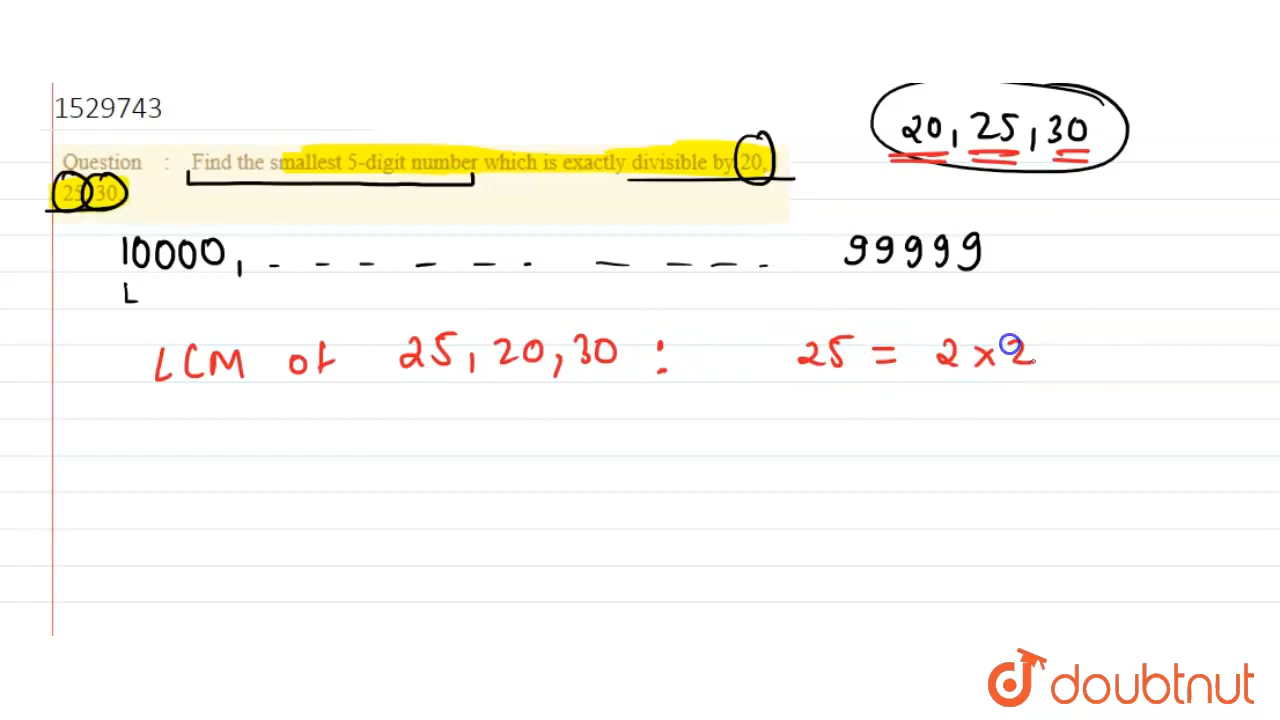 1529743
20, 25, 30
Question : Find the smallest 5-digit number which is exactly divisible by 20,
25, 30
10000, . - - - - - - . - - - - . 99999
L
LCM of 25, 20, 30 : 25 = 2 × 2
doubtnut